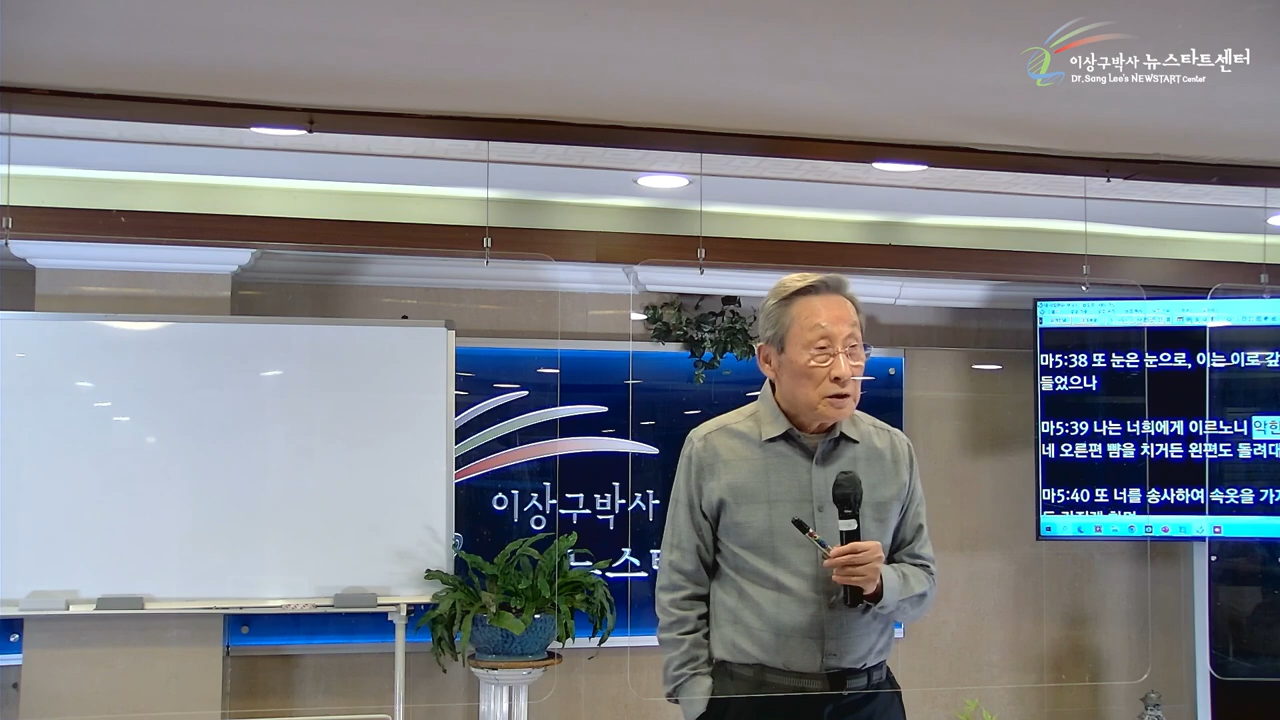 이상구박사 뉴스타트센터
Dr. Sang Lee's NEWSTART Center
이상구박사
뉴스타
마5:38 또 눈은 눈으로, 이는 이로 갚
들었으나
마5:39 나는 너희에게 이르노니 악한
네 오른편 뺨을 치거든 왼편도 돌려대
마5:40 또 너를 송사하여 속옷을 가지